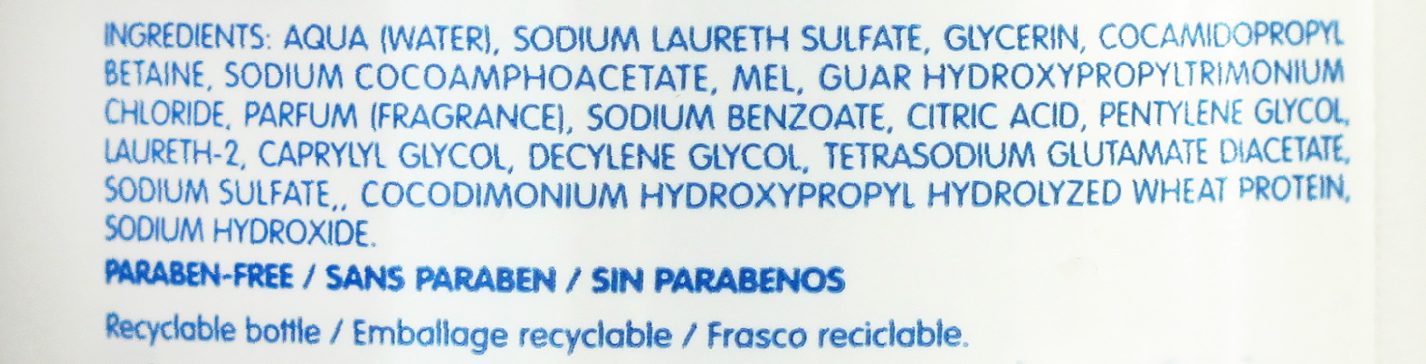 INGREDIENTS: AQUA (WATER), SODIUM LAURETH SULFATE, GLYCERIN, COCAMIDOPROPYL
BETAINE, SODIUM COCOAMPHOACETATE, MEL, GUAR HYDROXYPROPYLTRIMONIUM
CHLORIDE, PARFUM (FRAGRANCE), SODIUM BENZOATE, CITRIC ACID, PENTYLENE GLYCOL,
LAURETH-2, CAPRYLYL GLYCOL, DECYLENE GLYCOL, TETRASODIUM GLUTAMATE DIACETATE,
SODIUM SULFATE,, COCODIMONIUM HYDROXYPROPYL HYDROLYZED WHEAT PROTEIN,
SODIUM HYDROXIDE.
PARABEN-FREE / SANS PARABEN / SIN PARABENOS
Recyclable bottle / Emballage recyclable / Frasco reciclable.